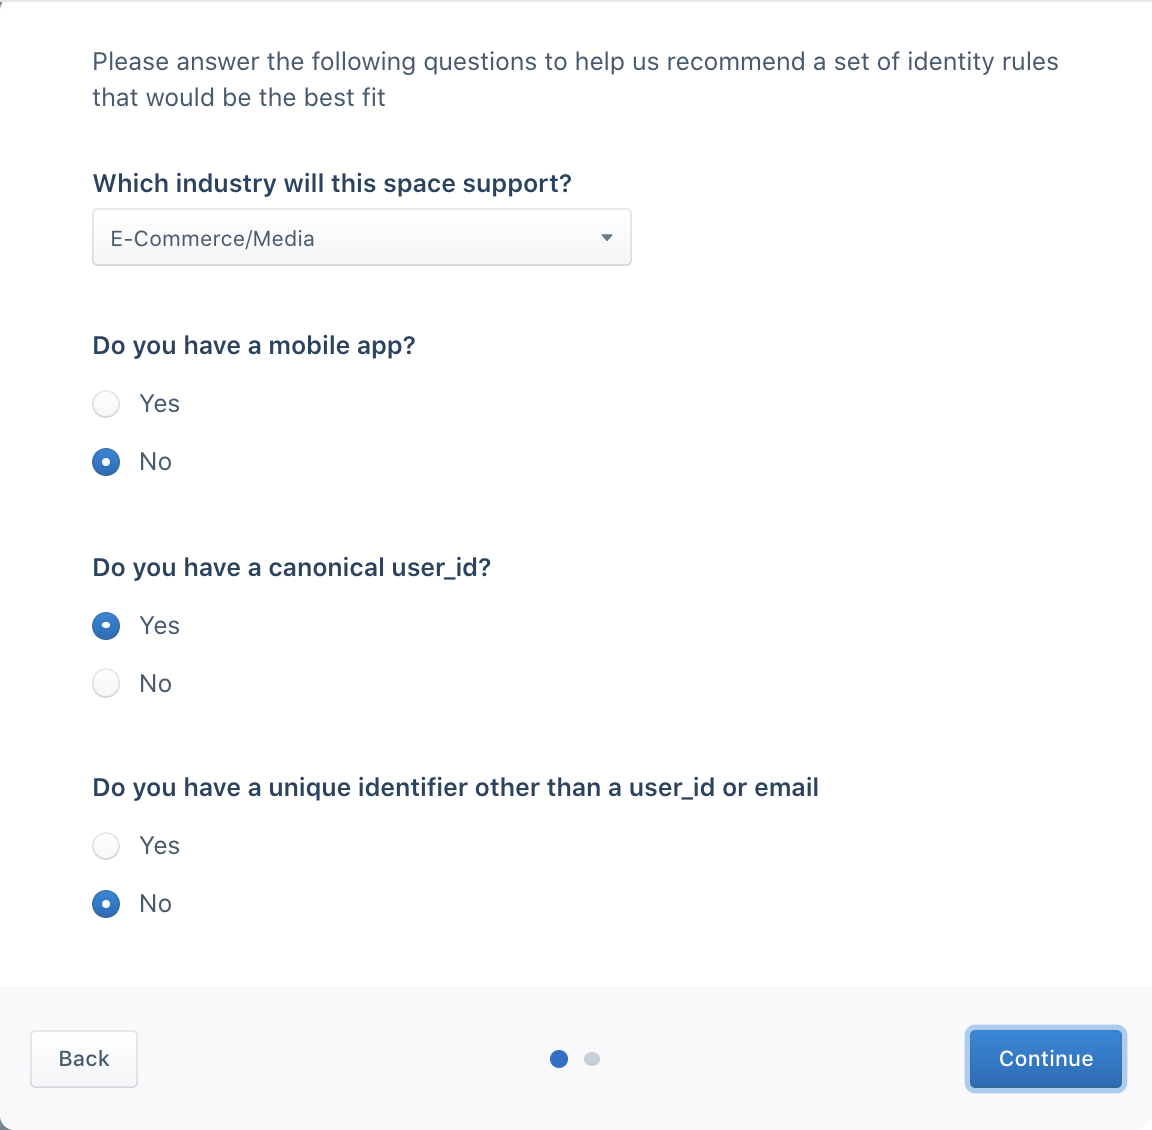 Please answer the following questions to help us recommend a set of identity rules
that would be the best fit
Which industry will this space support?
E-Commerce/Media
Do you have a mobile app?
Yes
No
Do you have a canonical user_id?
Yes
No
Do you have a unique identifier other than a user_id or email
Yes
No
Back
Continue